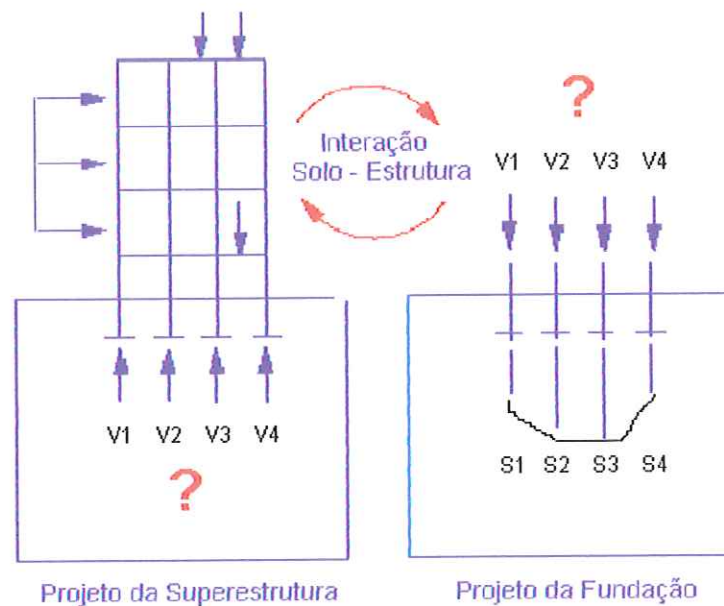 Interação
Solo - Estrutura
?
V1 V2 V3 V4
V1 V2 V3 V4
?
S1 S2 S3 S4
Projeto da Superestrutura
Projeto da Fundação